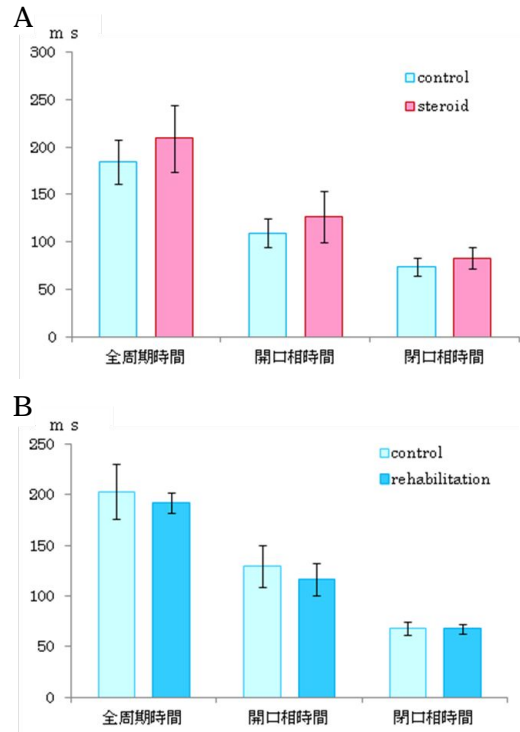 A
m s
300
250
200
150
100
50
0
control
steroid
全周期時間 開口相時間 閉口相時間
B
m s
250
200
150
100
50
0
control
rehabilitation
全周期時間 開口相時間 閉口相時間